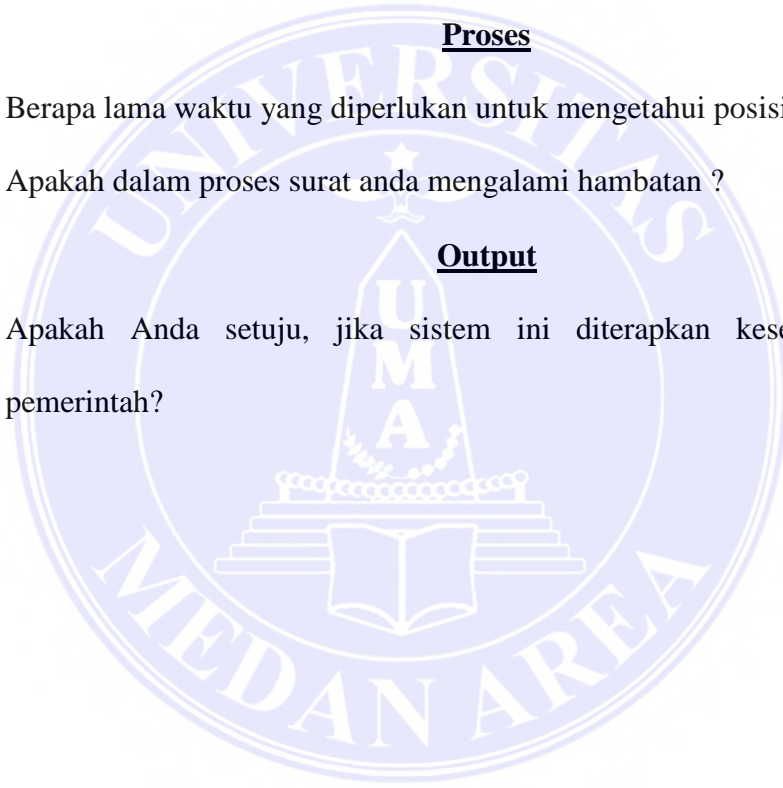 Proses
Berapa lama waktu yang diperlukan untuk mengetahui posisi
Apakah dalam proses surat anda mengalami hambatan ?
Output
Apakah Anda setuju, jika sistem ini diterapkan
pemerintah?
UNIVERSITAS
UMA
MEDAN AREA